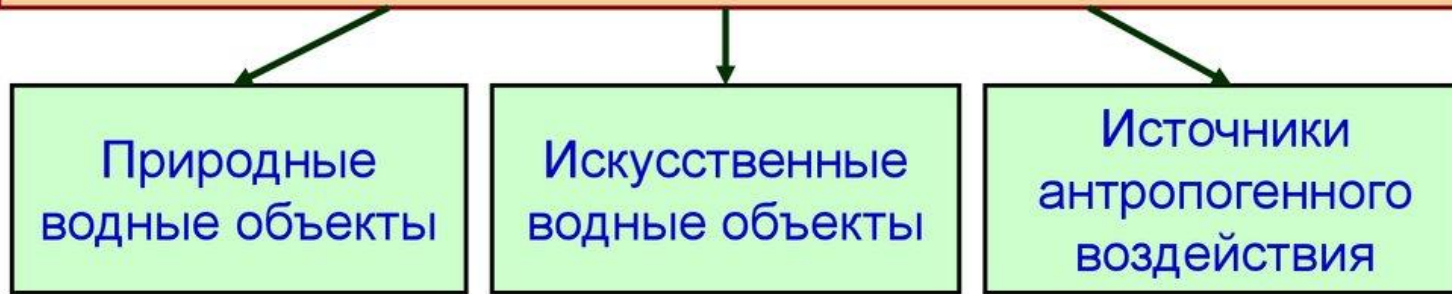 Природные
водные объекты
Искусственные
водные объекты
Источники
антропогенного
воздействия